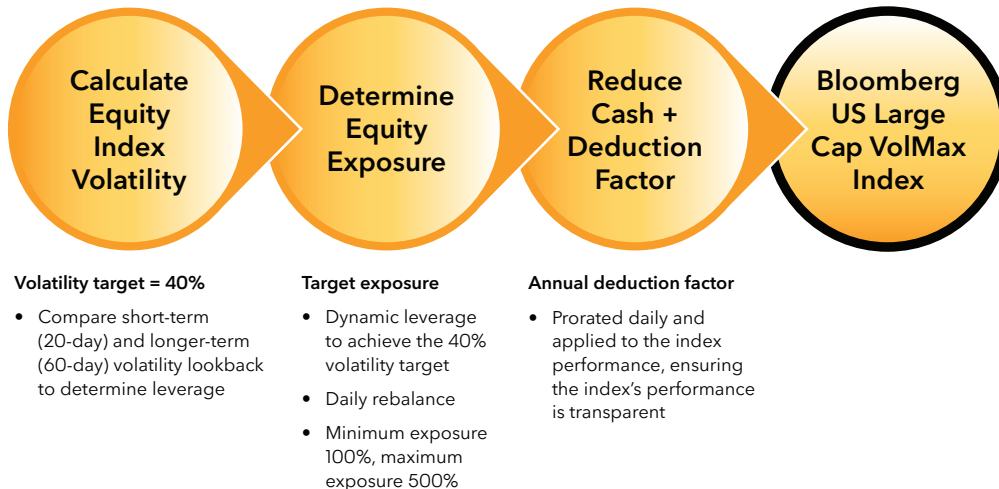 Calculate
Equity
Index
Volatility
Determine
Equity
Exposure
Reduce
Cash +
Deduction
Factor
Bloomberg
US Large
Cap VolMax
Index
Volatility target = 40%
• Compare short-term
(20-day) and longer-term
(60-day) volatility lookback
to determine leverage
Target exposure
• Dynamic leverage
to achieve the 40%
volatility target
• Daily rebalance
• Minimum exposure
100%, maximum
exposure 500%
Annual deduction factor
• Prorated daily and
applied to the index
performance, ensuring
the index’s performance
is transparent